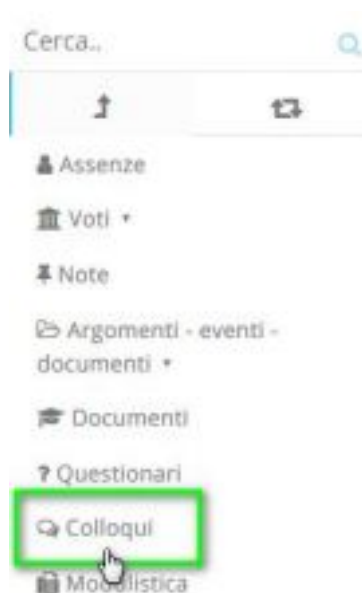 Cerca..
Assenze
Voti
Note
Argomenti - eventi -
documenti
Documenti
? Questionari
Colloqui
Modulistica